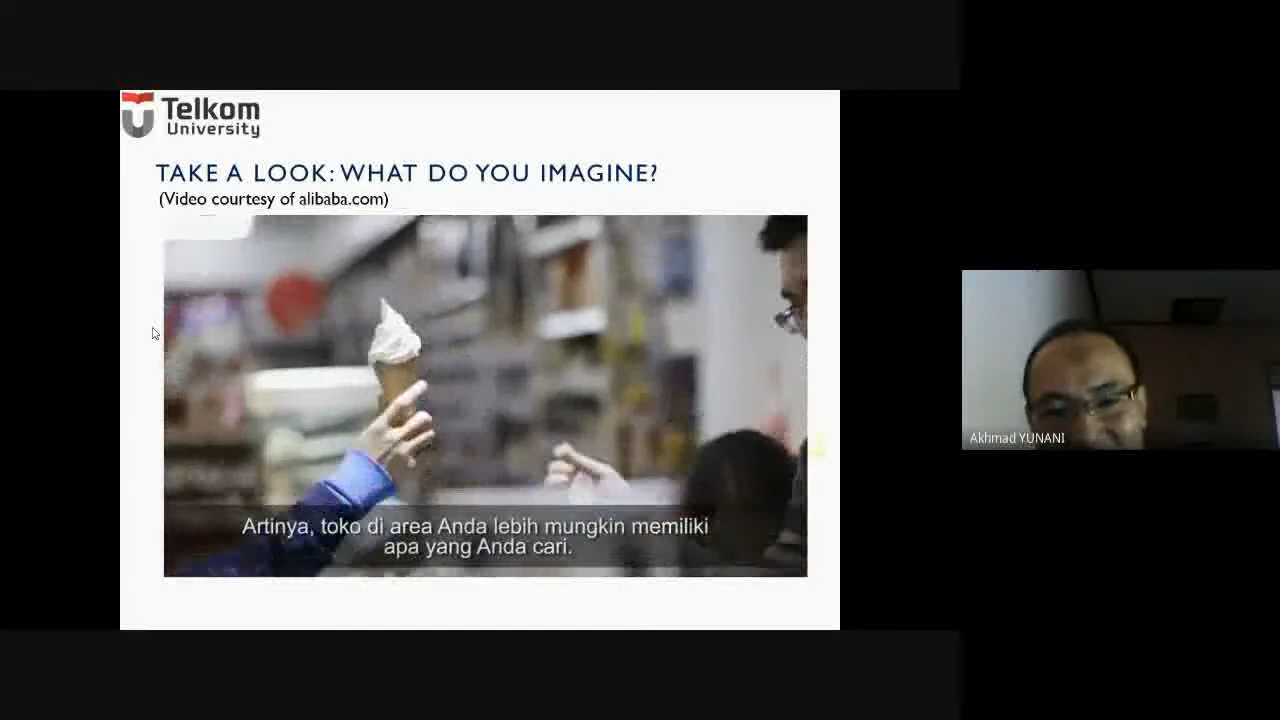 Telkom
University
TAKE A LOOK: WHAT DO YOU IMAGINE?
(Video courtesy of alibaba.com)
Artinya, toko di area Anda lebih mungkin memiliki
apa yang Anda cari.
Akhmad YUNANI